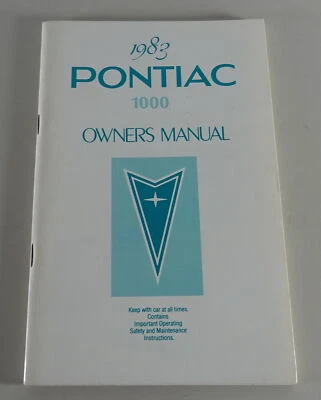 1983
PONTIAC
1000
OWNERS MANUAL
Keep with car at all times.
Contains
Important Operating
Safety and Maintenance
Instructions.